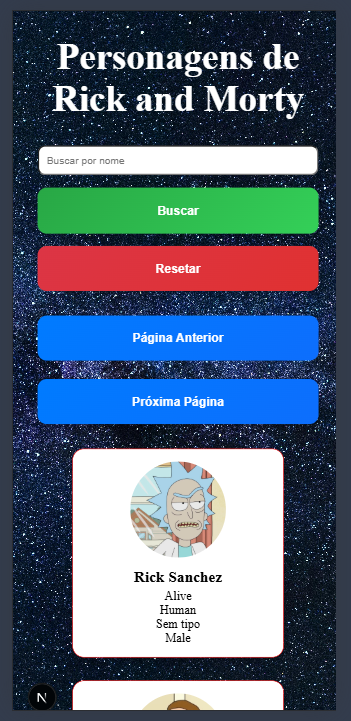 Personagens de
Rick and Morty
Buscar por nome
Buscar
Resetar
Página Anterior
Próxima Página
Rick Sanchez
Alive
Human
Sem tipo
Male
N